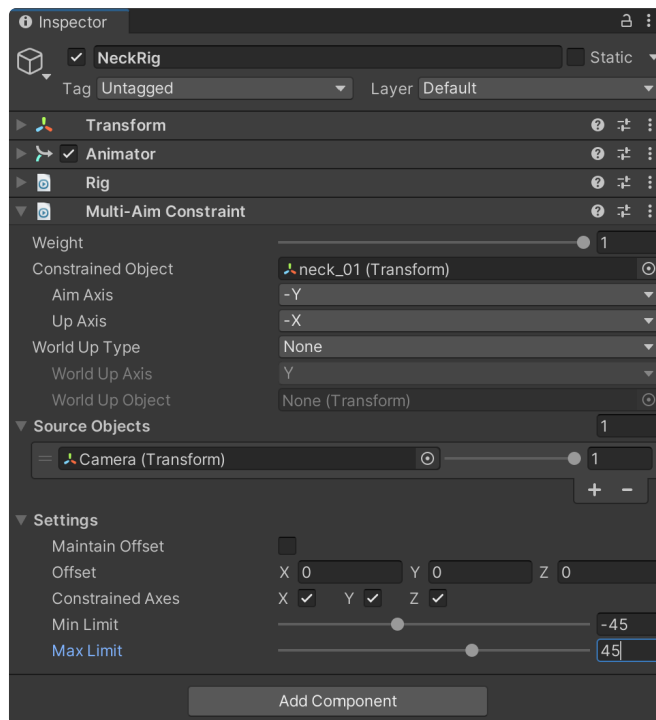 Inspector
NeckRig Static
Tag Untagged Layer Default
Transform
Animator
Rig
Multi-Aim Constraint
Weight 1
Constrained Object neck_01 (Transform)
Aim Axis -Y
Up Axis -X
World Up Type None
World Up Axis Y
World Up Object None (Transform)
Source Objects 1
Camera (Transform) 1
+ −
Settings
Maintain Offset
Offset X 0 Y 0 Z 0
Constrained Axes X Y Z
Min Limit -45
Max Limit 45
Add Component